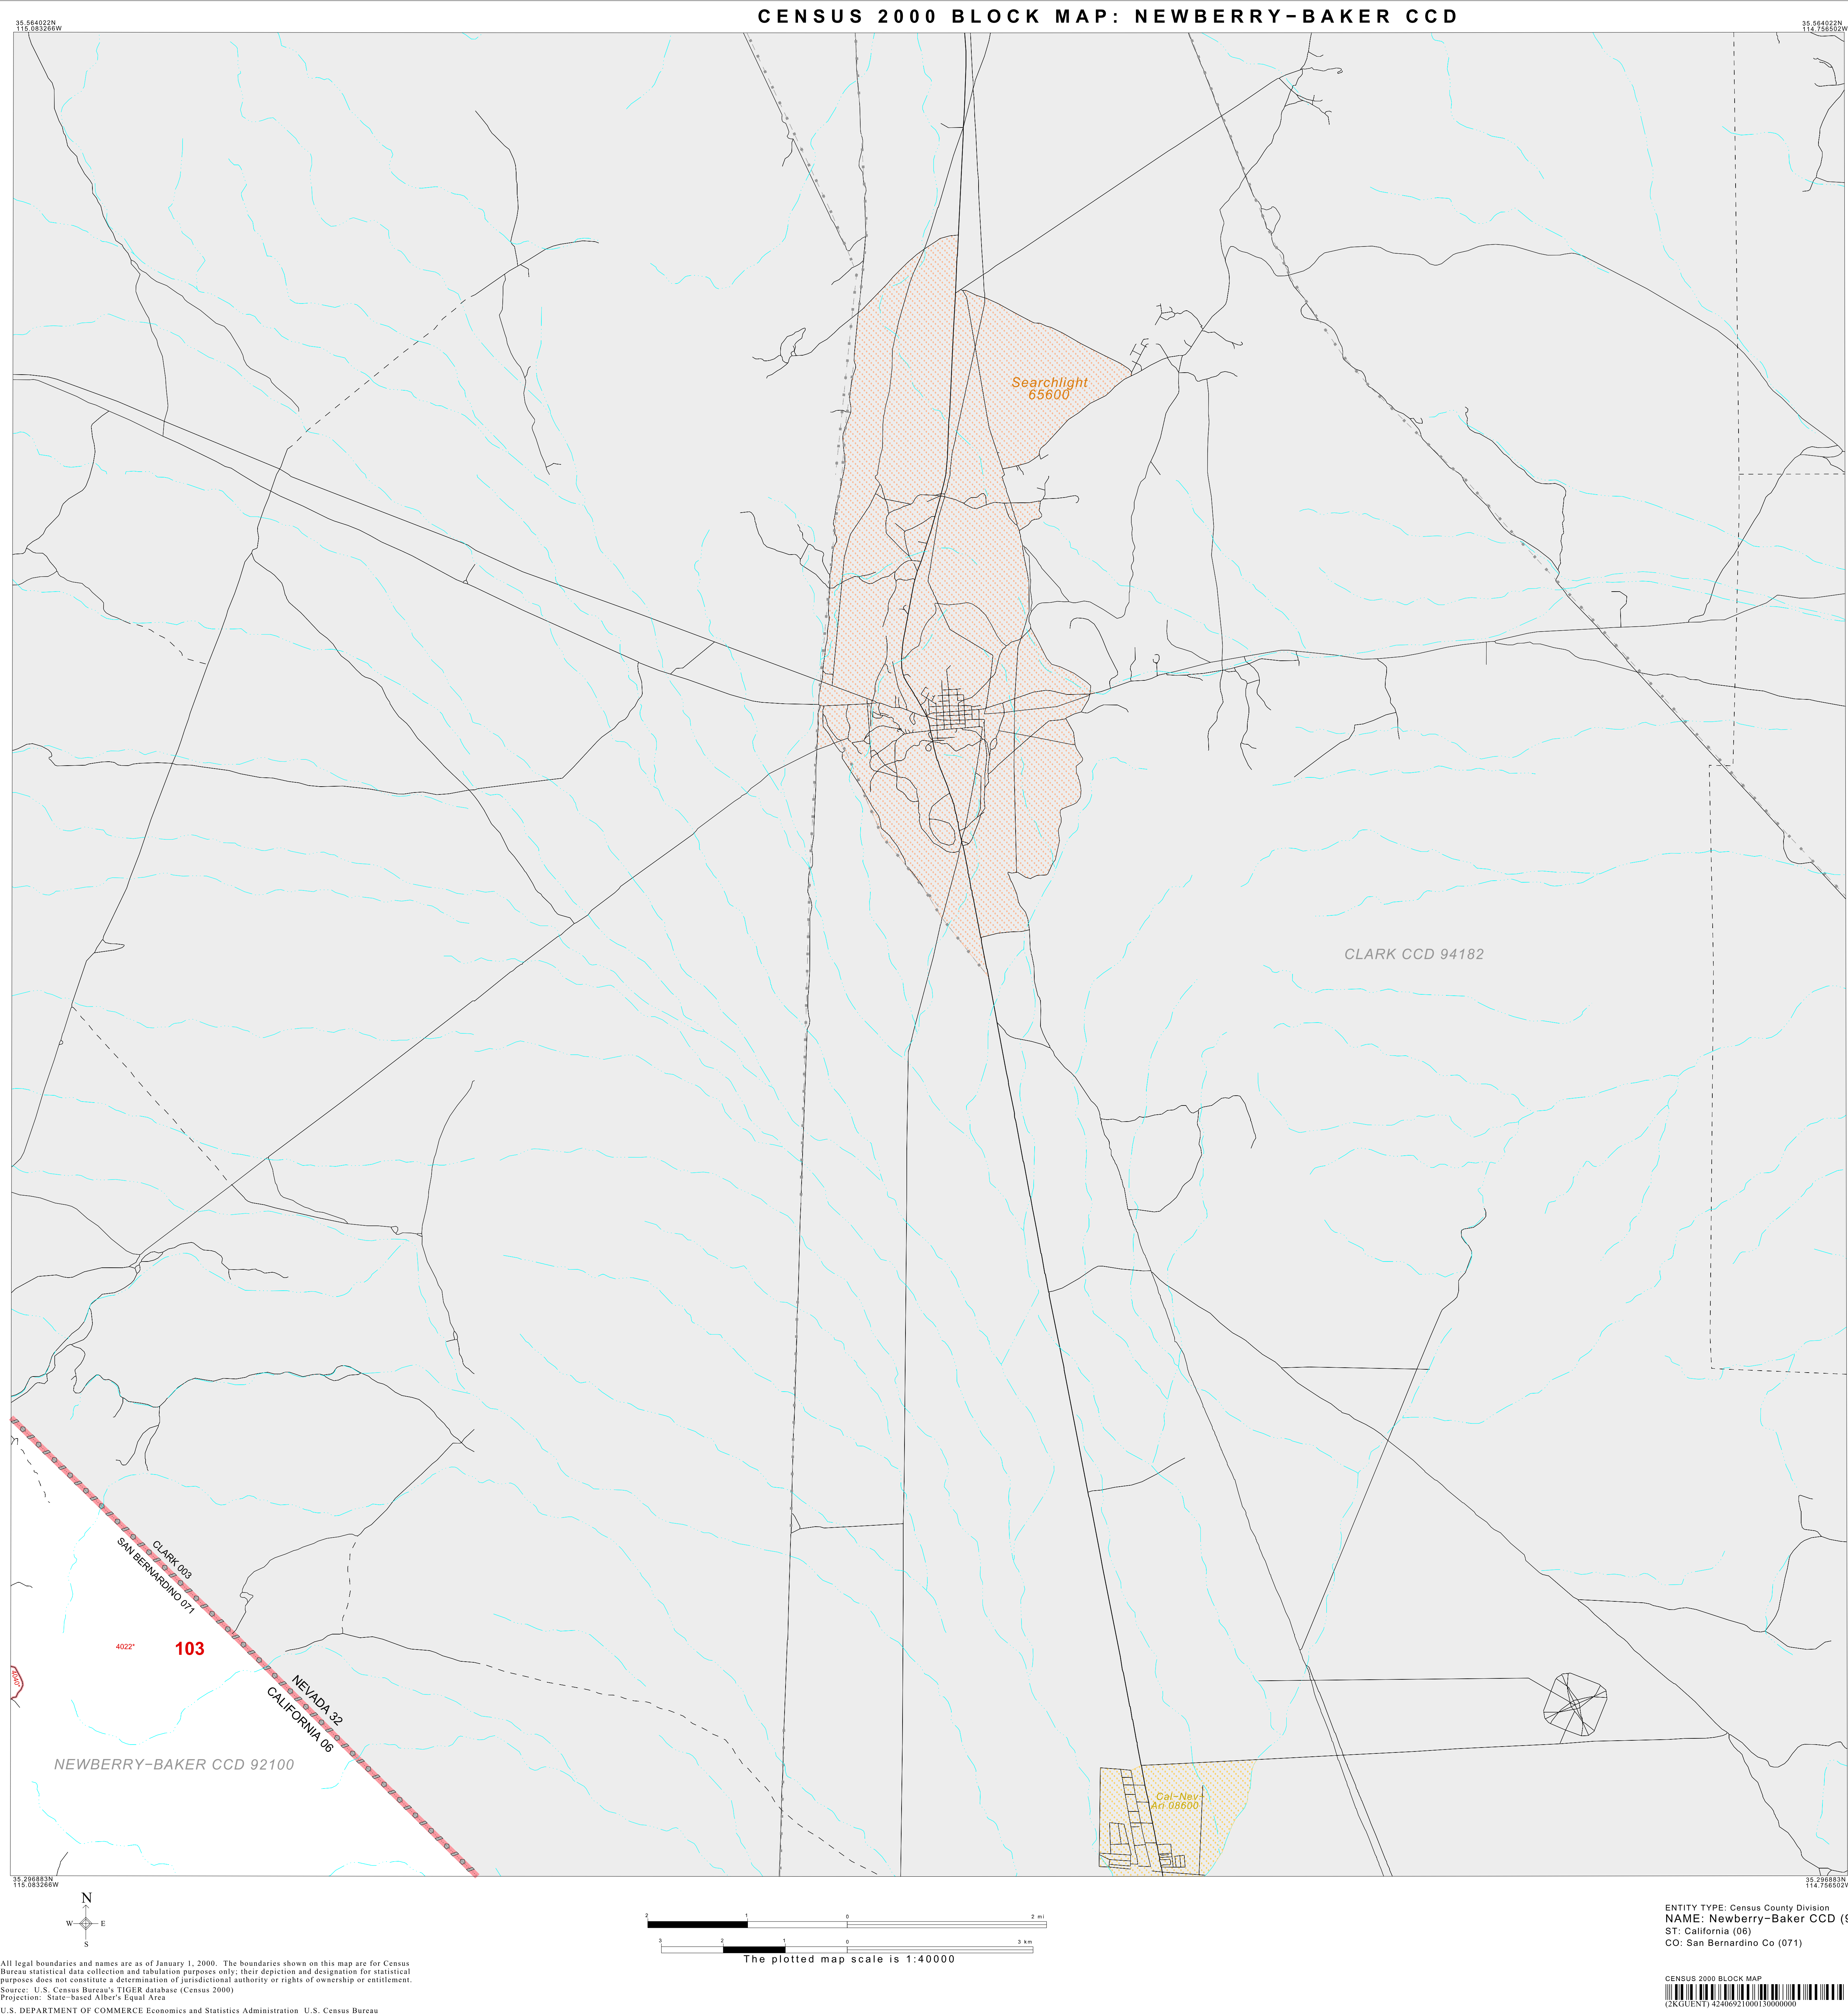 CENSUS 2000 BLOCK MAP: NEWBERRY−BAKER CCD
35.564022N
115.083266W
35.564022N
114.756502W
Searchlight
65600
CLARK CCD 94182
CLARK 003
SAN BERNARDINO 071
4022*
103
4040*
NEVADA 32
CALIFORNIA 06
NEWBERRY−BAKER CCD 92100
Cal−Nev−
Ari 08600
35.296883N
115.083266W
35.296883N
114.756502W
N
W E
S
2 1 0 2 mi
3 2 1 0 3 km
The plotted map scale is 1:40000
ENTITY TYPE: Census County Division
NAME: Newberry−Baker CCD (9
ST: California (06)
CO: San Bernardino Co (071)
All legal boundaries and names are as of January 1, 2000. The boundaries shown on this map are for Census
Bureau statistical data collection and tabulation purposes only; their depiction and designation for statistical
purposes does not constitute a determination of jurisdictional authority or rights of ownership or entitlement.
Source: U.S. Census Bureau's TIGER database (Census 2000)
Projection: State−based Alber's Equal Area
U.S. DEPARTMENT OF COMMERCE Economics and Statistics Administration U.S. Census Bureau
CENSUS 2000 BLOCK MAP
(2KGUENT) 42406921000130000000